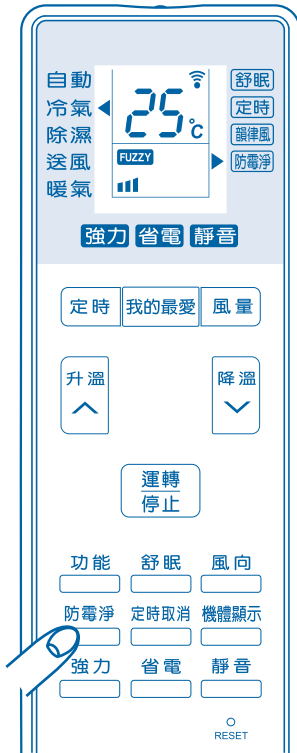 自動
冷氣
除濕
送風
暖氣
25℃
FUZZY
舒眠
定時
韻律風
防霉淨
強力 省電 靜音
定時 我的最愛 風量
升溫 降溫
運轉
停止
功能 舒眠 風向
防霉淨 定時取消 機體顯示
強力 省電 靜音
RESET